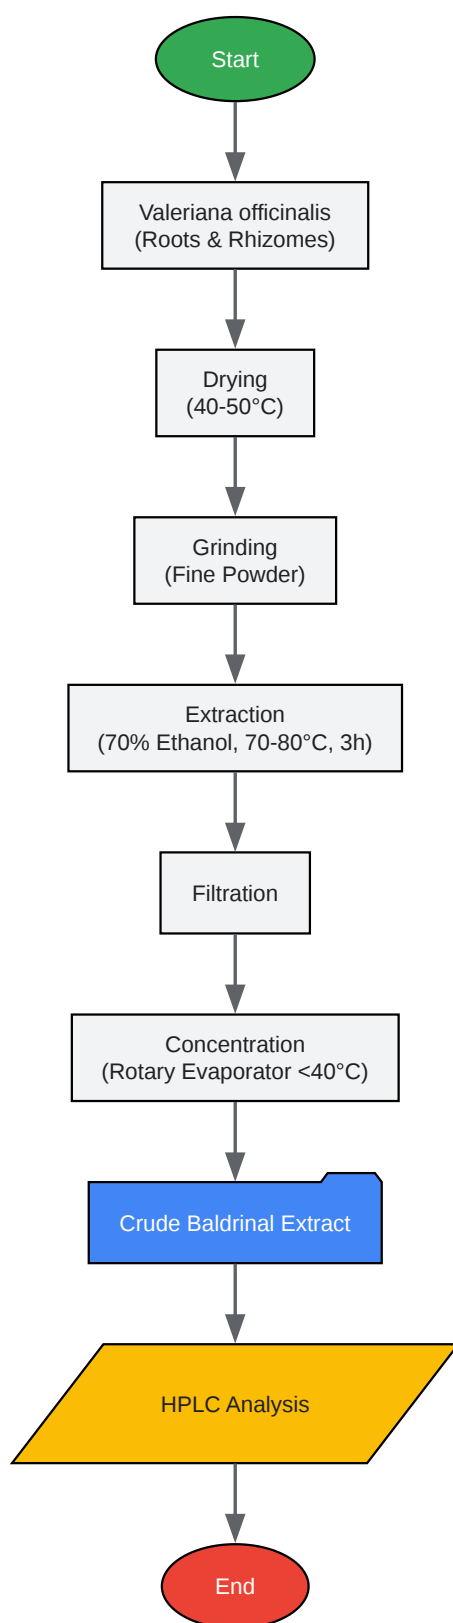 Start
Valeriana officinalis
(Roots & Rhizomes)
Drying
(40-50°C)
Grinding
(Fine Powder)
Extraction
(70% Ethanol, 70-80°C, 3h)
Filtration
Concentration
(Rotary Evaporator <40°C)
Crude Baldrinal Extract
HPLC Analysis
End